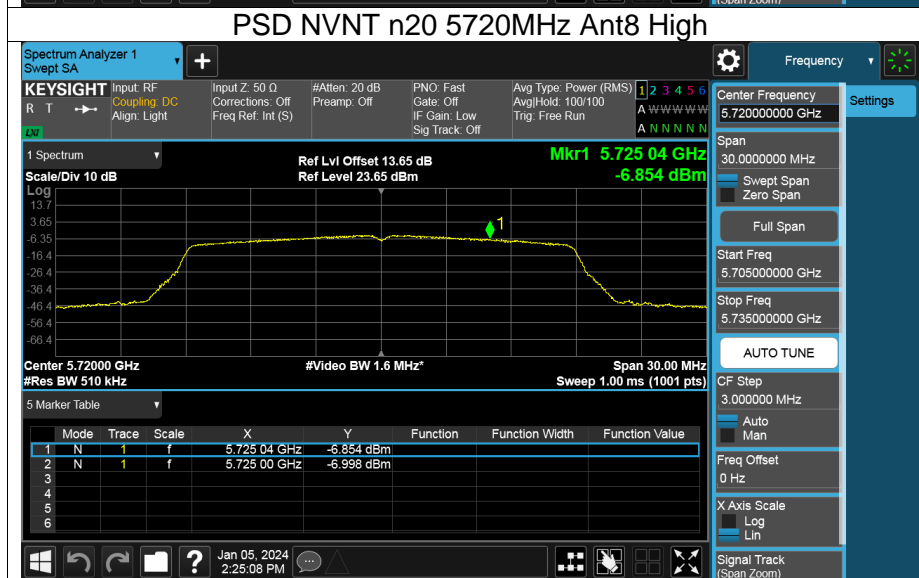 (Span Zoom)
PSD NVNT n20 5720MHz Ant8 High
Spectrum Analyzer 1
Swept SA
+
Frequency
KEYSIGHT
R T
LXI
Input: RF
Coupling: DC
Align: Light
Input Z: 50 Ω
Corrections: Off
Freq Ref: Int (S)
#Atten: 20 dB
Preamp: Off
PNO: Fast
Gate: Off
IF Gain: Low
Sig Track: Off
Avg Type: Power (RMS)
Avg|Hold: 100/100
Trig: Free Run
1 2 3 4 5 6
A W W W W W
A N N N N N
Center Frequency
5.720000000 GHz
Settings
Span
30.0000000 MHz
Swept Span
Zero Span
Full Span
Start Freq
5.705000000 GHz
Stop Freq
5.735000000 GHz
AUTO TUNE
CF Step
3.000000 MHz
Auto
Man
Freq Offset
0 Hz
X Axis Scale
Log
Lin
Signal Track
(Span Zoom)
1 Spectrum
Scale/Div 10 dB
Ref Lvl Offset 13.65 dB
Ref Level 23.65 dBm
Mkr1 5.725 04 GHz
-6.854 dBm
Log
13.7
3.65
-6.35
-16.4
-26.4
-36.4
-46.4
-56.4
-66.4
1
Center 5.72000 GHz
#Res BW 510 kHz
#Video BW 1.6 MHz*
Span 30.00 MHz
Sweep 1.00 ms (1001 pts)
5 Marker Table
Mode Trace Scale X Y Function Function Width Function Value
1 N 1 f 5.725 04 GHz -6.854 dBm
2 N 1 f 5.725 00 GHz -6.998 dBm
3
4
5
6
?
Jan 05, 2024
2:25:08 PM